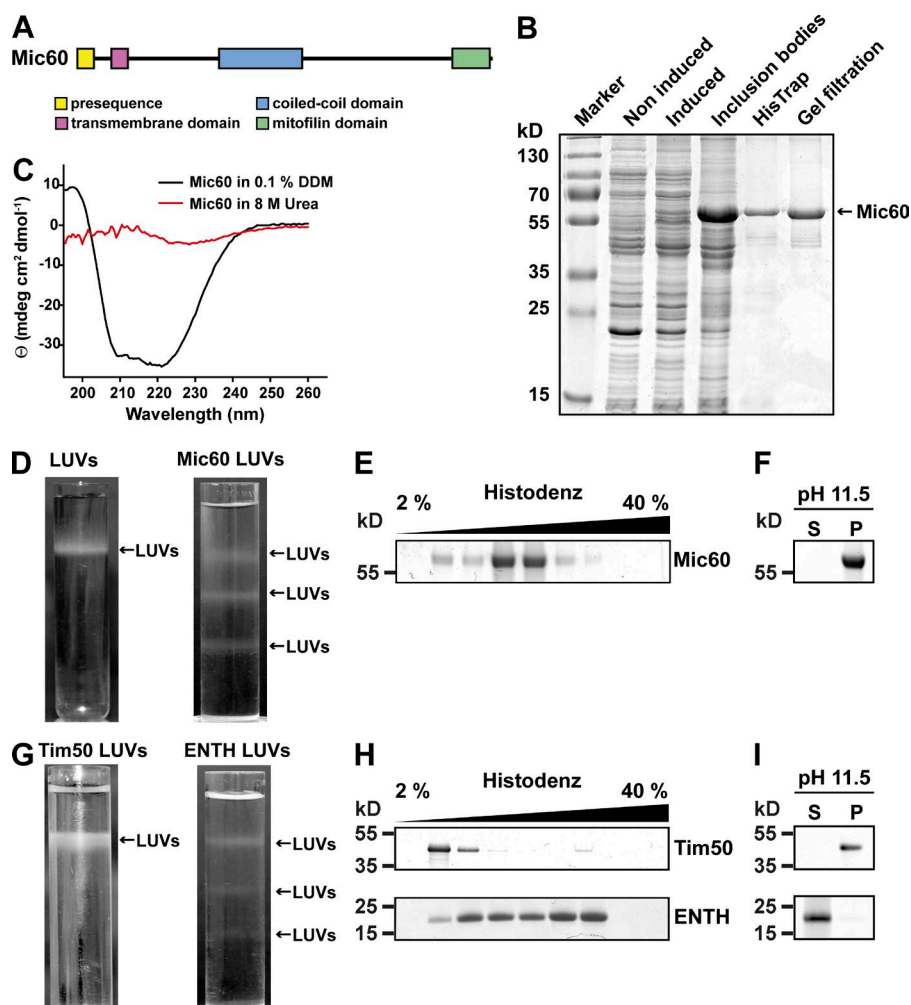 A
Mic60
presequence
coiled-coil domain
transmembrane domain
mitofilin domain
B
Marker
Non induced
Induced
Inclusion bodies
HisTrap
Gel filtration
kD
130
70
55
35
25
15
←Mic60
C
Mic60 in 0.1 % DDM
Mic60 in 8 M Urea
Θ (mdeg cm² dmol⁻¹)
10
0
-10
-20
-30
200 210 220 230 240 250 260
Wavelength (nm)
D
LUVs
Mic60 LUVs
←LUVs
←LUVs
←LUVs
←LUVs
E
2 % Histodenz 40 %
kD
55
Mic60
F
pH 11.5
kD S P
55
G
Tim50 LUVs
ENTH LUVs
←LUVs
←LUVs
←LUVs
←LUVs
H
2 % Histodenz 40 %
kD
55
35
Tim50
25
15
ENTH
I
pH 11.5
kD S P
55
35
25
15